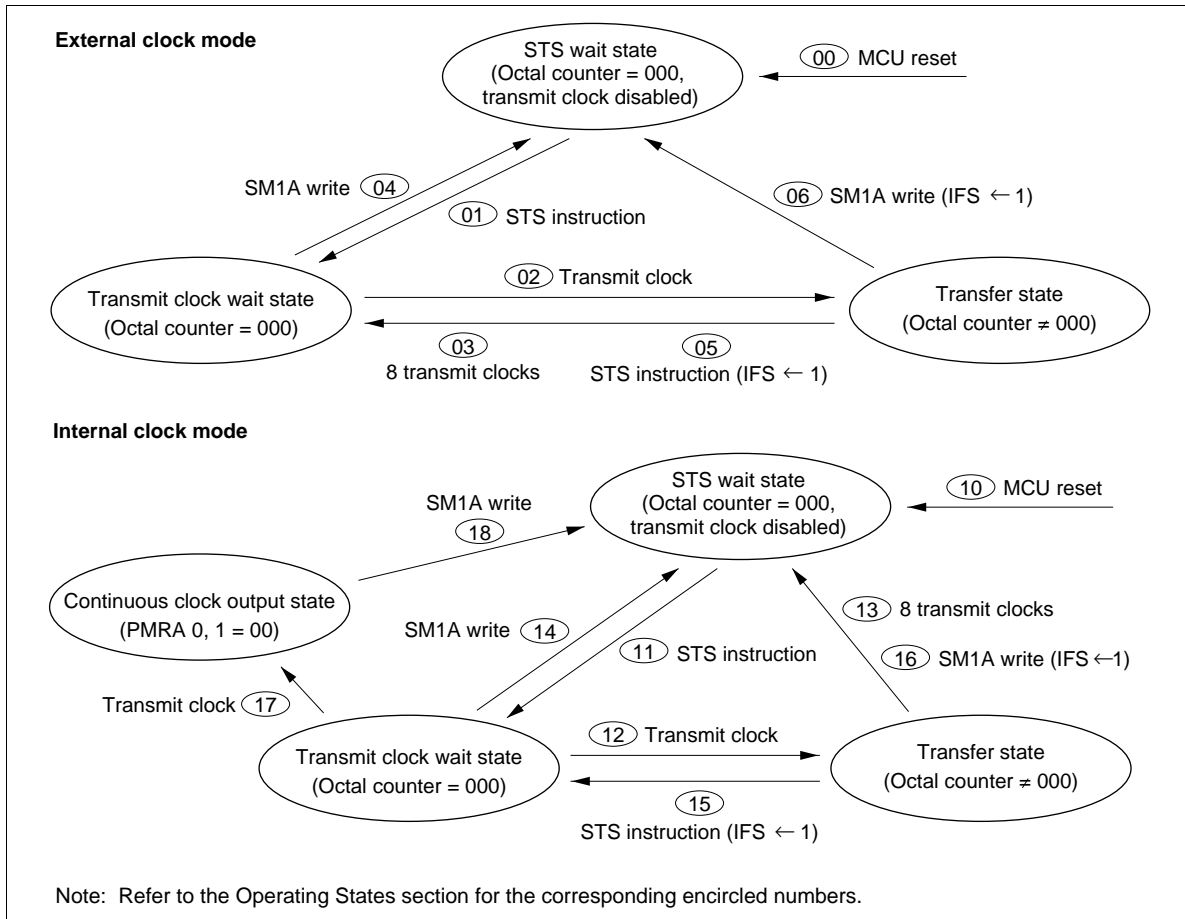 External clock mode
STS wait state
(Octal counter = 000,
transmit clock disabled)
00 MCU reset
SM1A write 04
01 STS instruction
06 SM1A write (IFS ← 1)
02 Transmit clock
Transmit clock wait state
(Octal counter = 000)
Transfer state
(Octal counter ≠ 000)
03
8 transmit clocks
05
STS instruction (IFS ← 1)
Internal clock mode
STS wait state
(Octal counter = 000,
transmit clock disabled)
10 MCU reset
SM1A write
18
Continuous clock output state
(PMRA 0, 1 = 00)
SM1A write 14
11 STS instruction
13 8 transmit clocks
16 SM1A write (IFS ←1)
Transmit clock 17
12 Transmit clock
Transmit clock wait state
(Octal counter = 000)
Transfer state
(Octal counter ≠ 000)
15
STS instruction (IFS ← 1)
Note: Refer to the Operating States section for the corresponding encircled numbers.